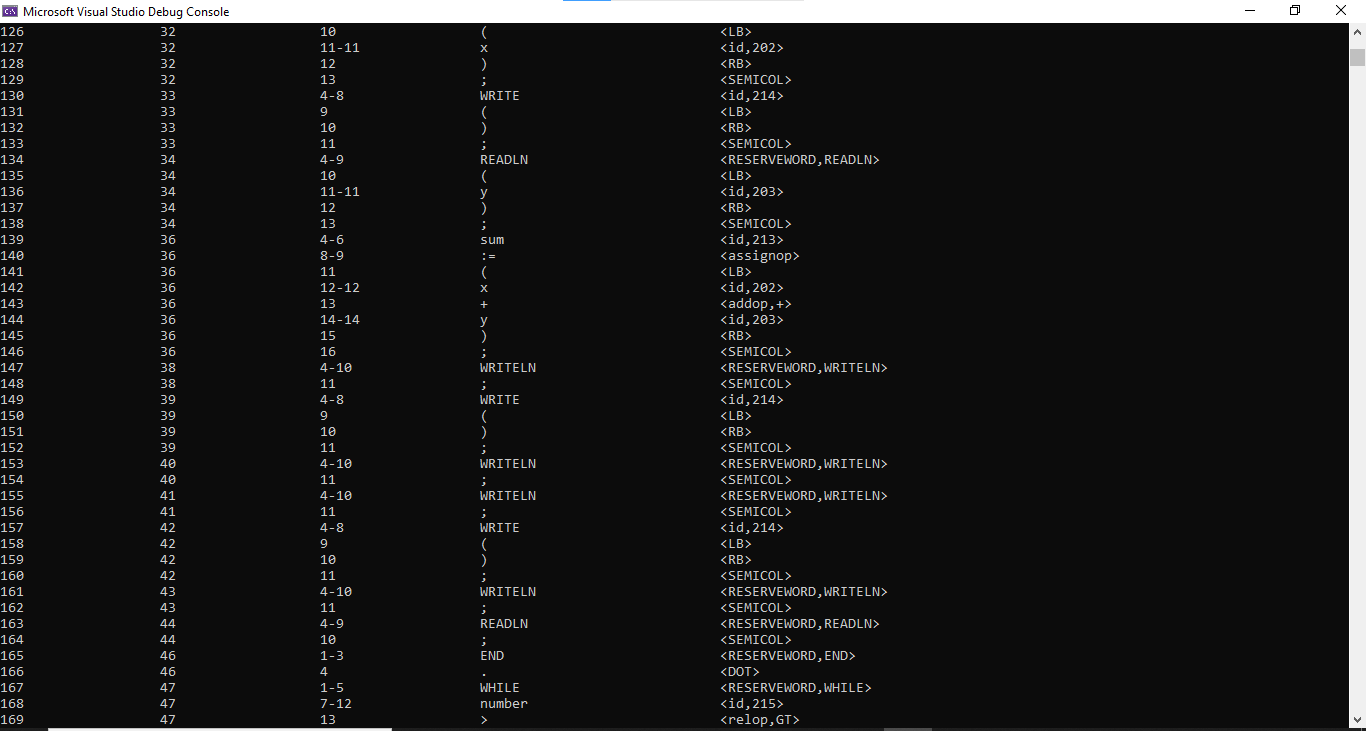 Microsoft Visual Studio Debug Console
126 32 10 ( <LB>
127 32 11-11 x <id,202>
128 32 12 ) <RB>
129 32 13 ; <SEMICOL>
130 33 4-8 WRITE <id,214>
131 33 9 ( <LB>
132 33 10 ) <RB>
133 33 11 ; <SEMICOL>
134 34 4-9 READLN <RESERVEWORD,READLN>
135 34 10 ( <LB>
136 34 11-11 y <id,203>
137 34 12 ) <RB>
138 34 13 ; <SEMICOL>
139 36 4-6 sum <id,213>
140 36 8-9 := <assignop>
141 36 11 ( <LB>
142 36 12-12 x <id,202>
143 36 13 + <addop,+>
144 36 14-14 y <id,203>
145 36 15 ) <RB>
146 36 16 ; <SEMICOL>
147 38 4-10 WRITELN <RESERVEWORD,WRITELN>
148 38 11 ; <SEMICOL>
149 39 4-8 WRITE <id,214>
150 39 9 ( <LB>
151 39 10 ) <RB>
152 39 11 ; <SEMICOL>
153 40 4-10 WRITELN <RESERVEWORD,WRITELN>
154 40 11 ; <SEMICOL>
155 41 4-10 WRITELN <RESERVEWORD,WRITELN>
156 41 11 ; <SEMICOL>
157 42 4-8 WRITE <id,214>
158 42 9 ( <LB>
159 42 10 ) <RB>
160 42 11 ; <SEMICOL>
161 43 4-10 WRITELN <RESERVEWORD,WRITELN>
162 43 11 ; <SEMICOL>
163 44 4-9 READLN <RESERVEWORD,READLN>
164 44 10 ; <SEMICOL>
165 46 1-3 END <RESERVEWORD,END>
166 46 4 . <DOT>
167 47 1-5 WHILE <RESERVEWORD,WHILE>
168 47 7-12 number <id,215>
169 47 13 > <relop,GT>